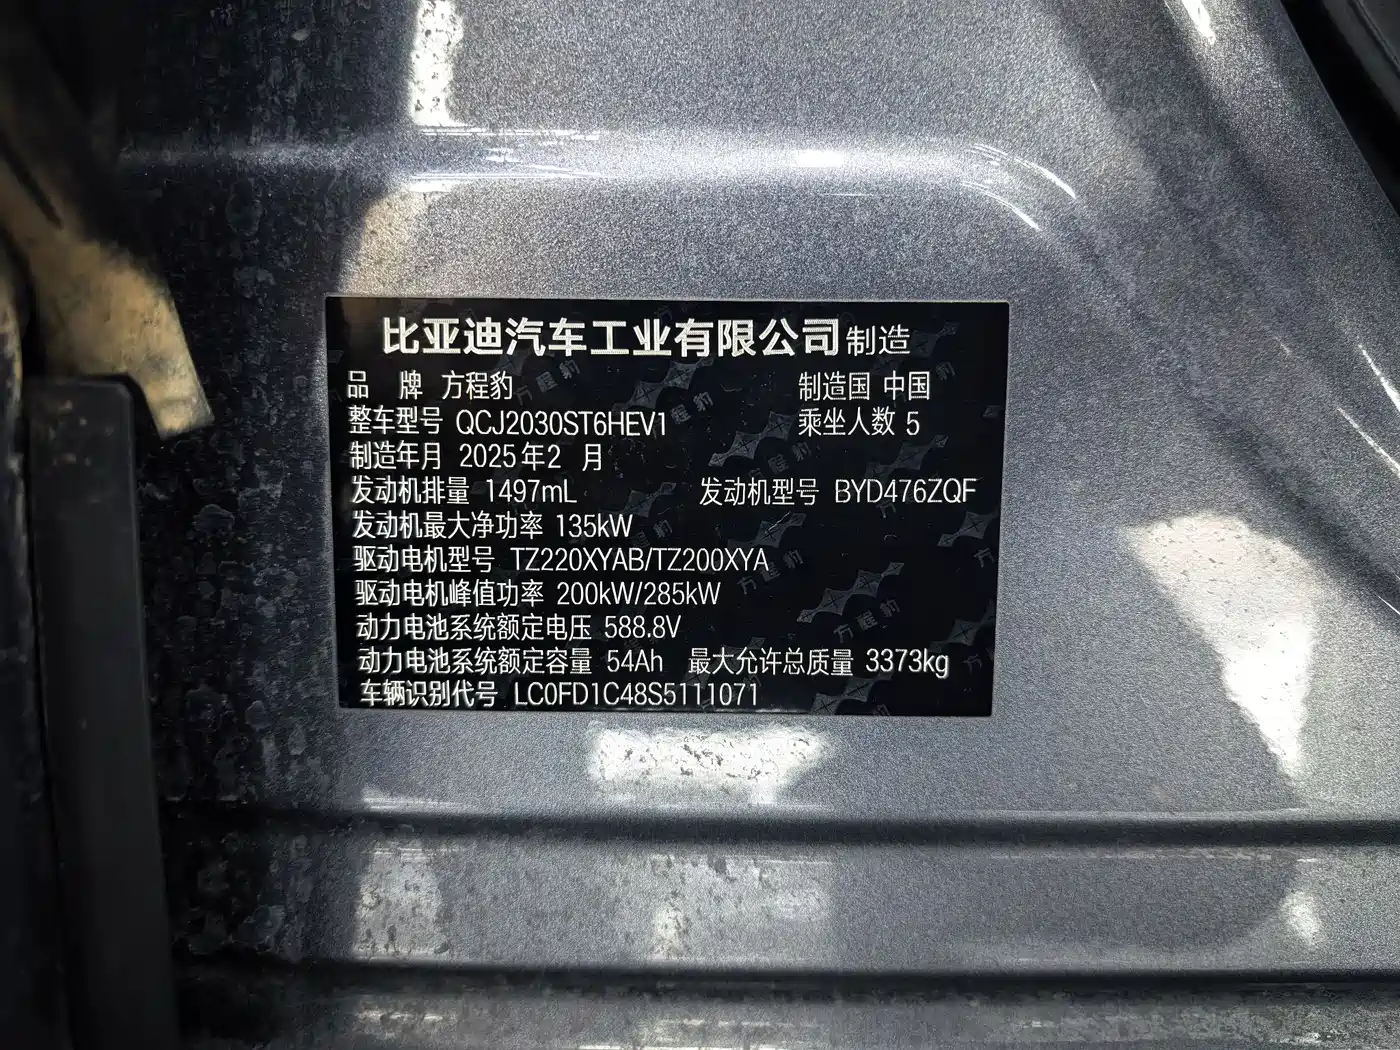 比亚迪汽车工业有限公司制造
品 牌 方程豹 制造国 中国
整车型号 QCJ2030ST6HEV1 乘坐人数 5
制造年月 2025年2 月
发动机排量 1497mL 发动机型号 BYD476ZQF
发动机最大净功率 135kW
驱动电机型号 TZ220XYAB/TZ200XYA
驱动电机峰值功率 200kW/285kW
动力电池系统额定电压 588.8V
动力电池系统额定容量 54Ah 最大允许总质量 3373kg
车辆识别代号 LC0FD1C48S5111071